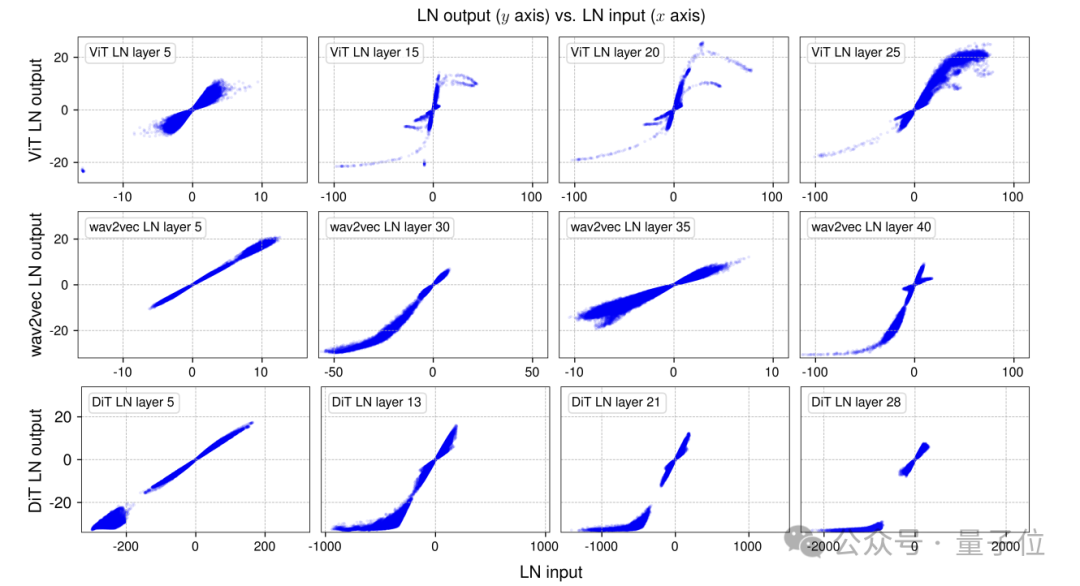 LN output (y axis) vs. LN input (x axis)
ViT LN output
20
0
-20
ViT LN layer 5
ViT LN layer 15
ViT LN layer 20
ViT LN layer 25
-10 0 10
-100 0 100
-100 0 100
-100 0 100
wav2vec LN output
20
0
-20
wav2vec LN layer 5
wav2vec LN layer 30
wav2vec LN layer 35
wav2vec LN layer 40
-10 0 10
-50 0 50
-10 0 10
-100 0 100
DiT LN output
20
0
-20
DiT LN layer 5
DiT LN layer 13
DiT LN layer 21
DiT LN layer 28
-200 0 200
-1000 0 1000
-1000 0 1000
-2000 0 2000
LN input
公众号 · 量子位